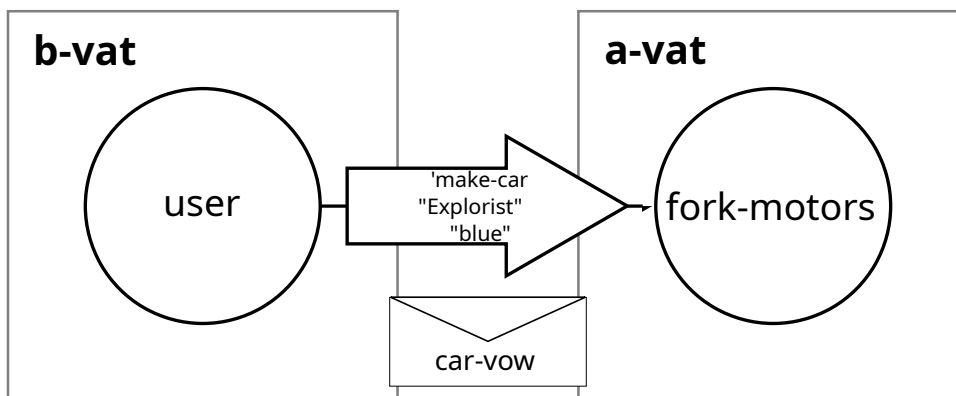 b-vat
a-vat
user
'make-car
"Explorist"
"blue"
fork-motors
car-vow